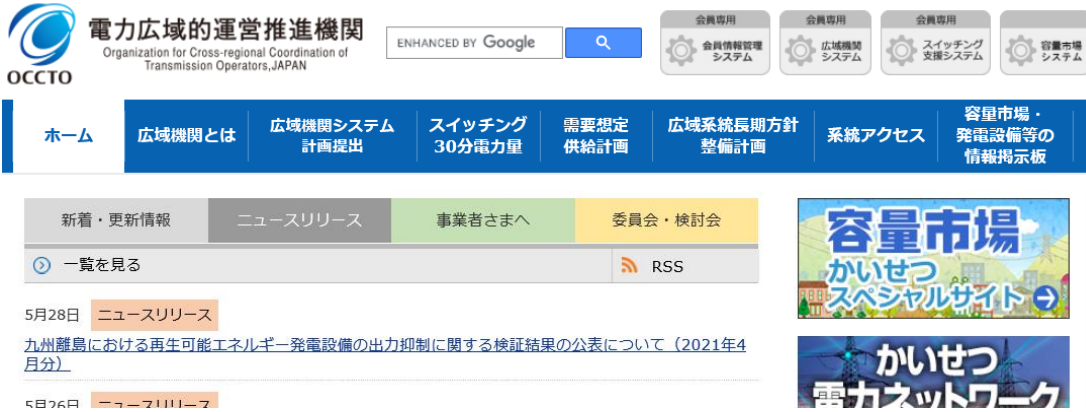 電力広域的運営推進機関
Organization for Cross-regional Coordination of
Transmission Operators,JAPAN
OCCTO
ENHANCED BY Google
会員専用
会員情報管理
システム
会員専用
広域機関
システム
会員専用
スイッチング
支援システム
容量市場
システム
ホーム
広域機関とは
広域機関システム
計画提出
スイッチング
30分電力量
需要想定
供給計画
広域系統長期方針
整備計画
系統アクセス
容量市場・
発電設備等の
情報掲示板
新着・更新情報
ニュースリリース
事業者さまへ
委員会・検討会
一覧を見る
RSS
5月28日 ニュースリリース
九州離島における再生可能エネルギー発電設備の出力抑制に関する検証結果の公表について（2021年4
月分）
5月26日 ニュースリリース
容量市場
かいせつ
スペシャルサイト
かいせつ
電力ネットワーク